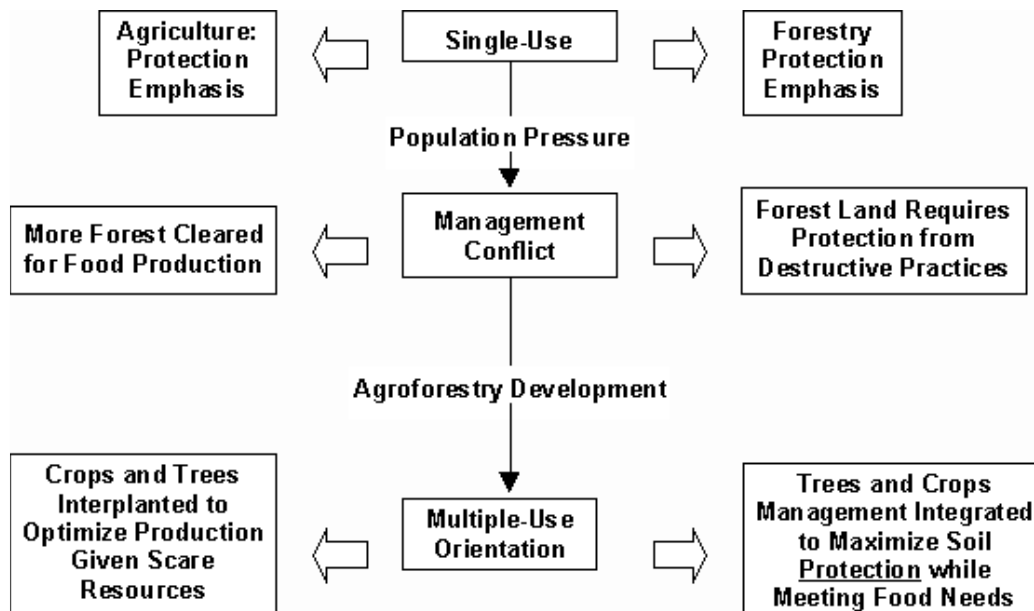 Agriculture:
Protection
Emphasis
Single-Use
Forestry
Protection
Emphasis
Population Pressure
More Forest Cleared
for Food Production
Management
Conflict
Forest Land Requires
Protection from
Destructive Practices
Agroforestry Development
Crops and Trees
Interplanted to
Optimize Production
Given Scare
Resources
Multiple-Use
Orientation
Trees and Crops
Management Integrated
to Maximize Soil
Protection while
Meeting Food Needs